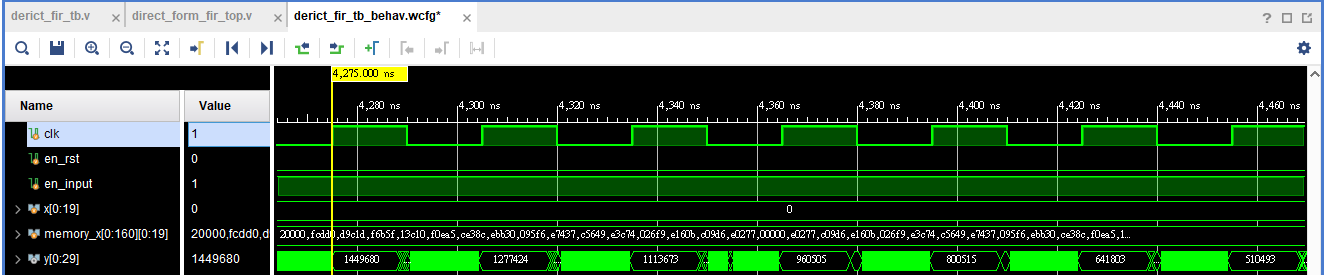 derict_fir_tb.v × direct_form_fir_top.v × derict_fir_tb_behav.wcfg* ×
?
4,275.000 ns
4,280 ns 4,300 ns 4,320 ns 4,340 ns 4,360 ns 4,380 ns 4,400 ns 4,420 ns 4,440 ns 4,460 ns
Name Value
clk 1
en_rst 0
en_input 1
x[0:19] 0 0
memory_x[0:160][0:19] 20000,fcdd0,d 20000,fcdd0,d9c1d,f6b5f,13c10,f0ea5,ce38c,ebb30,095f6,e7437,c5649,e3c74,026f9,e160b,c09d6,e0277,00000,e0277,c09d6,e160b,026f9,e3c74,c5649,e7437,095f6,ebb30,ce38c,f0ea5,1...
y[0:29] 1449680 1449680 1277424 1113673 960505 800515 641803 510493